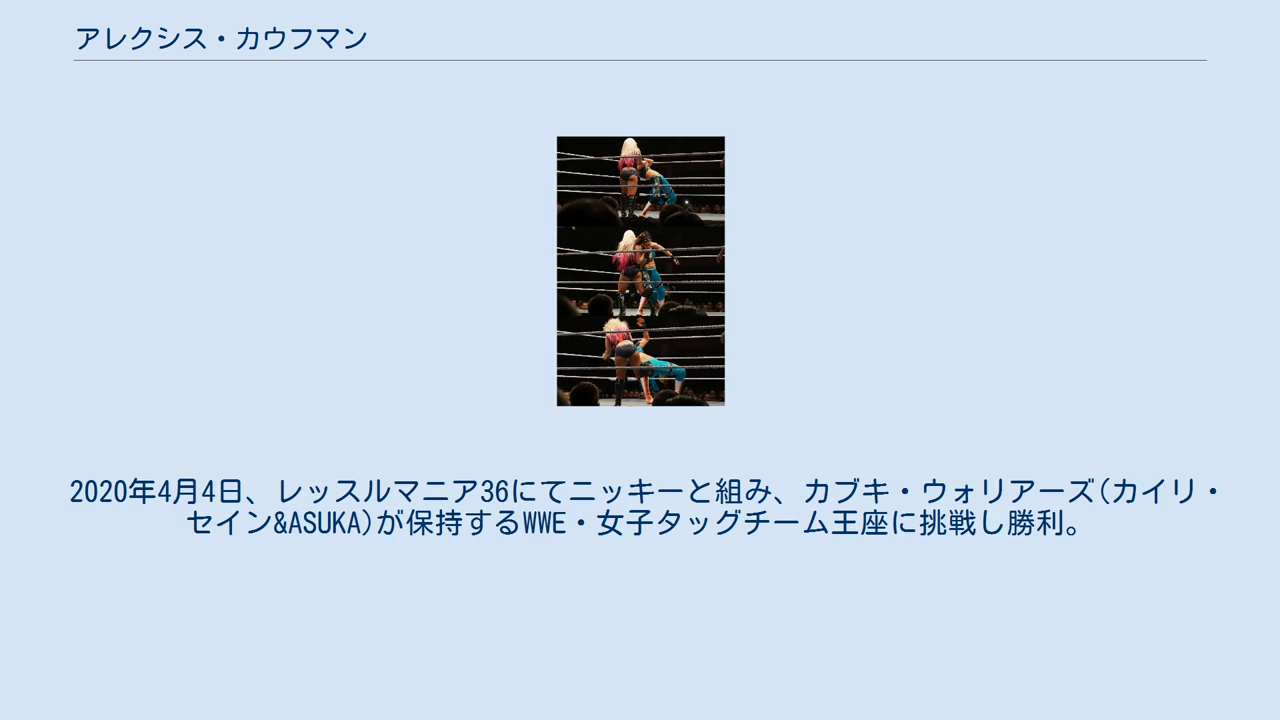 アレクシス・カウフマン
2020年4月4日、レッスルマニア36にてニッキーと組み、カブキ・ウォリアーズ(カイリ・
セイン&ASUKA)が保持するWWE・女子タッグチーム王座に挑戦し勝利。